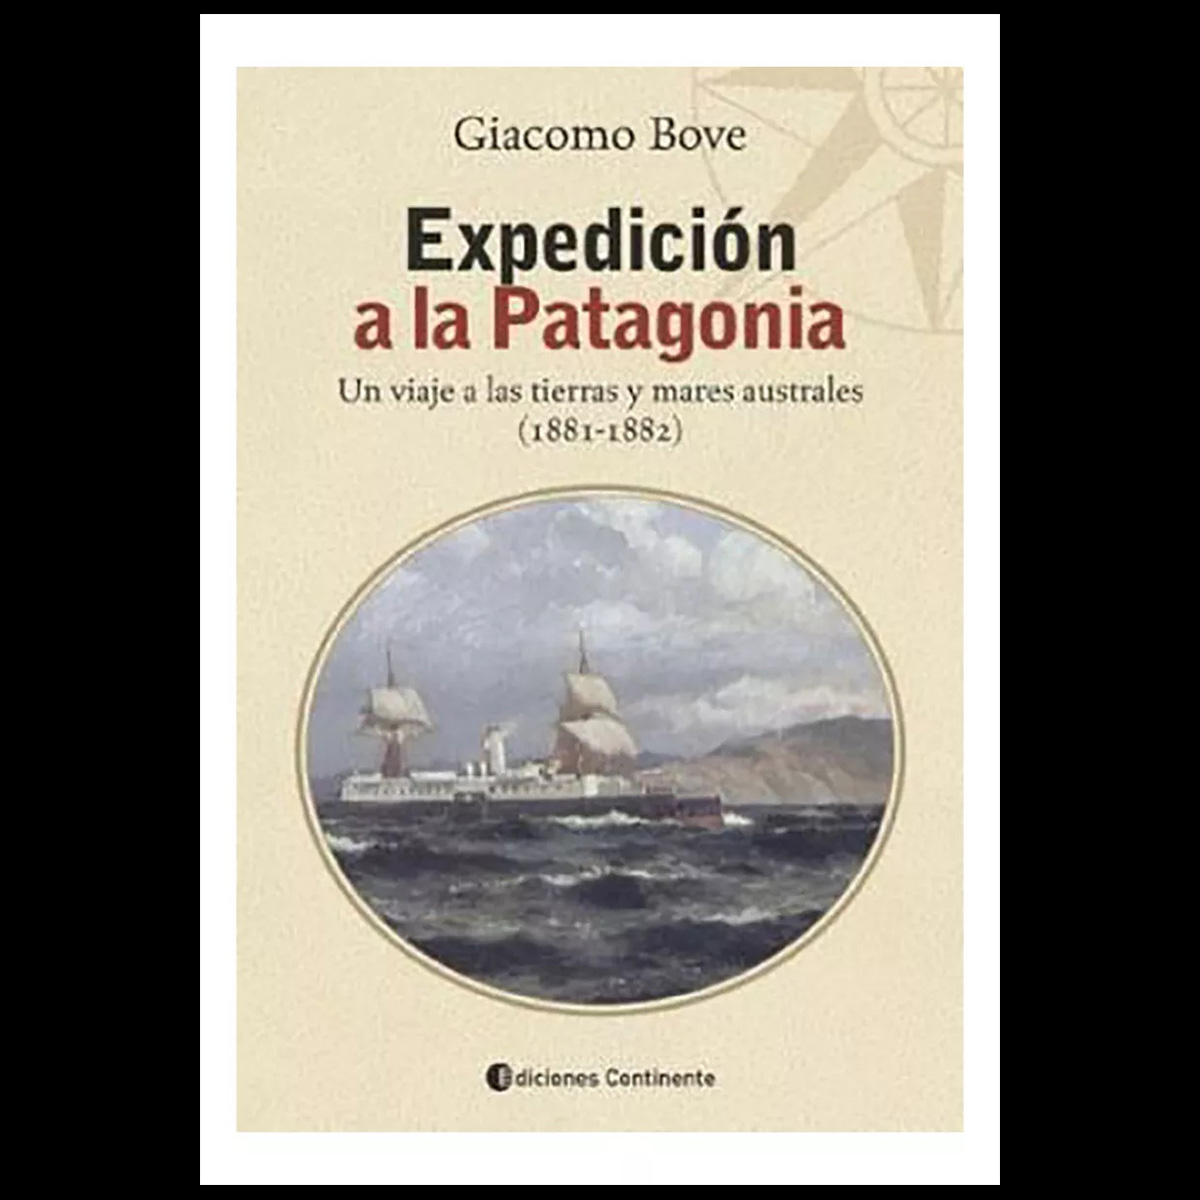 Giacomo Bove
Expedición
a la Patagonia
Un viaje a las tierras y mares australes
(1881-1882)
Ediciones Continente